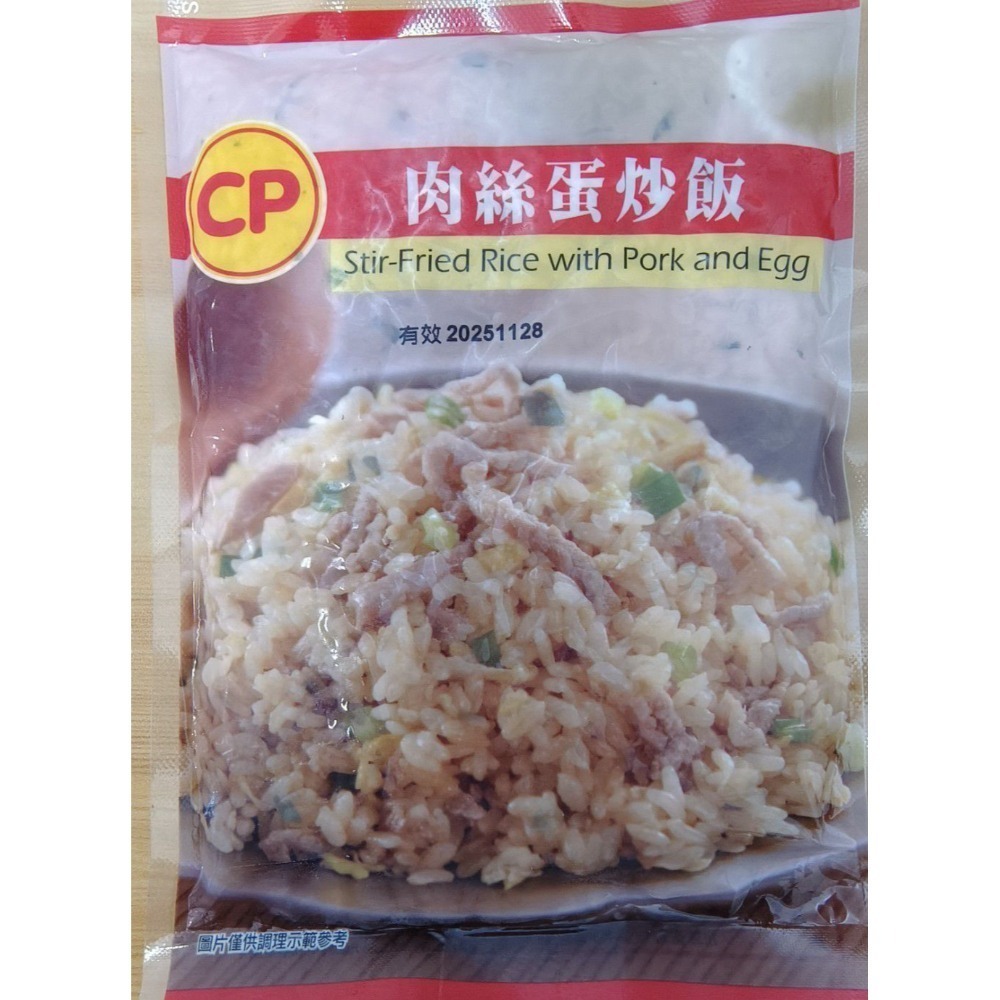 CP
肉絲蛋炒飯
Stir-Fried Rice with Pork and Egg
有效 20251128
圖片僅供調理示範參考